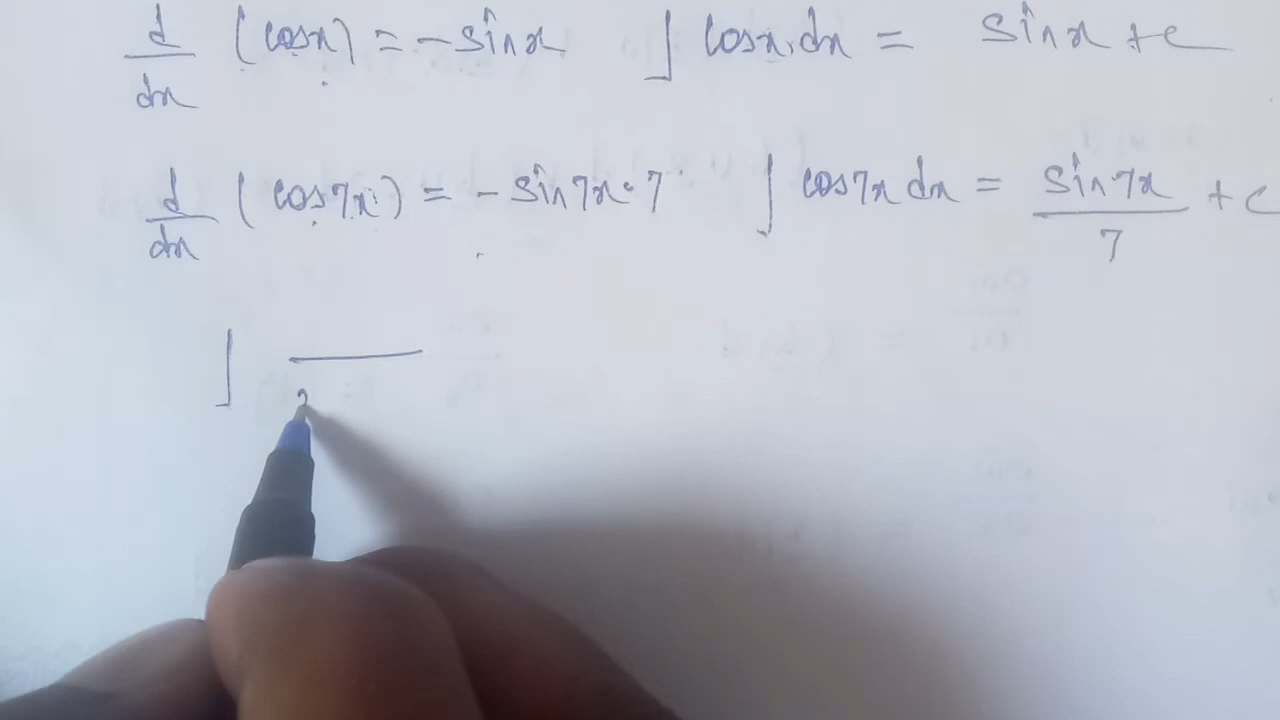 d/dx (cosx) = -sinx ∫ cosx.dx = sinx + c
d/dx (cos7x) = -sin7x·7 ∫ cos7x dx = sin7x/7 + c
∫